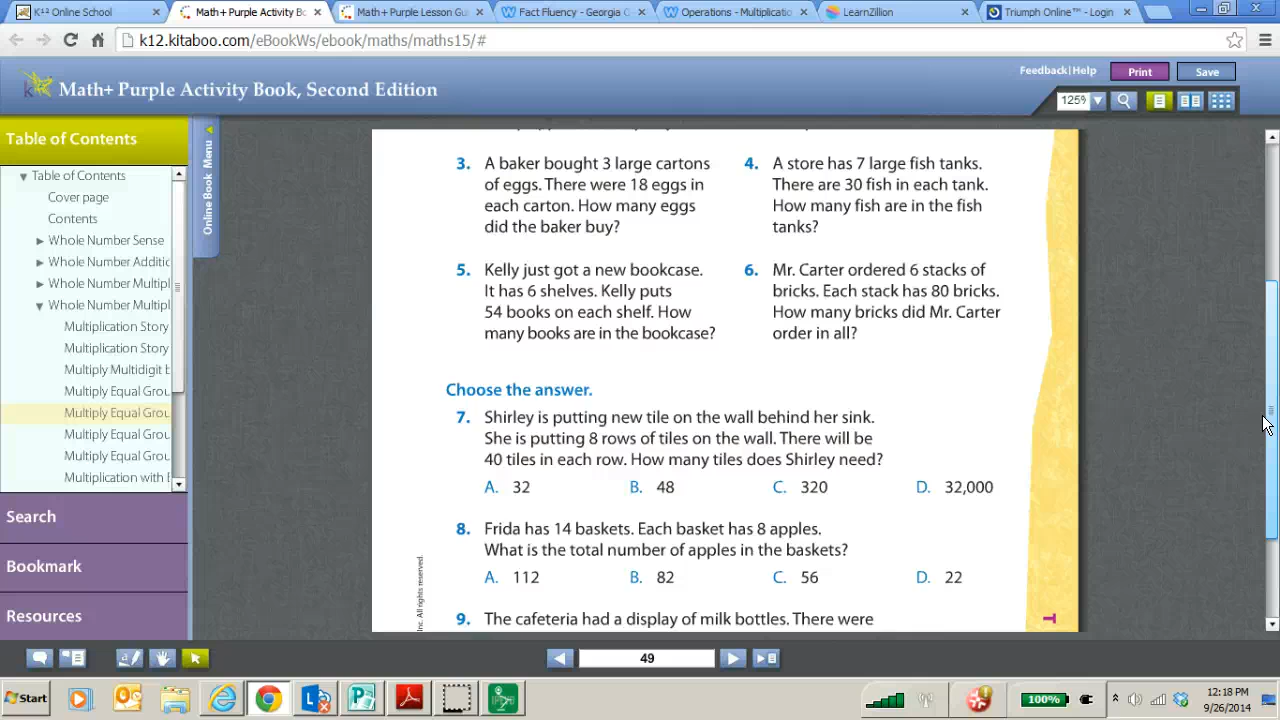 K12 Online School
Math+ Purple Activity Bo
Math+ Purple Lesson Gu
Fact Fluency - Georgia C
Operations - Multiplicatio
LearnZillion
Triumph Online™ - Login
k12.kitaboo.com/eBookWs/ebook/maths/maths15/#
Feedback|Help
Print
Save
Math+ Purple Activity Book, Second Edition
125%
Table of Contents
Online Book Menu
Table of Contents
Cover page
Contents
Whole Number Sense
Whole Number Additic
Whole Number Multipl
Whole Number Multipl
Multiplication Story
Multiplication Story
Multiply Multidigit b
Multiply Equal Grou
Multiply Equal Grou
Multiply Equal Grou
Multiply Equal Grou
Multiplication with E
Search
Bookmark
Resources
3. A baker bought 3 large cartons
of eggs. There were 18 eggs in
each carton. How many eggs
did the baker buy?
4. A store has 7 large fish tanks.
There are 30 fish in each tank.
How many fish are in the fish
tanks?
5. Kelly just got a new bookcase.
It has 6 shelves. Kelly puts
54 books on each shelf. How
many books are in the bookcase?
6. Mr. Carter ordered 6 stacks of
bricks. Each stack has 80 bricks.
How many bricks did Mr. Carter
order in all?
Choose the answer.
7. Shirley is putting new tile on the wall behind her sink.
She is putting 8 rows of tiles on the wall. There will be
40 tiles in each row. How many tiles does Shirley need?
A. 32 B. 48 C. 320 D. 32,000
8. Frida has 14 baskets. Each basket has 8 apples.
What is the total number of apples in the baskets?
A. 112 B. 82 C. 56 D. 22
9. The cafeteria had a display of milk bottles. There were
Inc. All rights reserved.
T
49
Start
100%
12:18 PM
9/26/2014